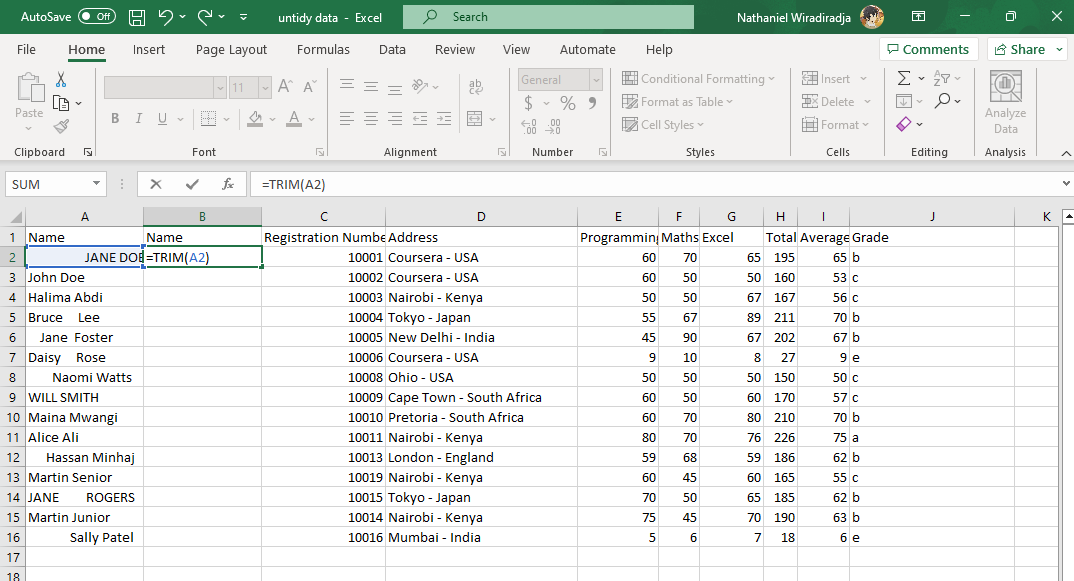 AutoSave Off untidy data - Excel Search Nathaniel Wiradiradja
File Home Insert Page Layout Formulas Data Review View Automate Help Comments Share
Paste 11 ab General Conditional Formatting Insert
$ % 9 Format as Table Delete Analyze
B I U A Cell Styles Format Data
Clipboard Font Alignment Number Styles Cells Editing Analysis
SUM fx =TRIM(A2)
A B C D E F G H I J K
1 Name Name Registration Numbe Address Programming Maths Excel Total Average Grade
2 JANE DOE =TRIM(A2) 10001 Coursera - USA 60 70 65 195 65 b
3 John Doe 10002 Coursera - USA 60 50 50 160 53 c
4 Halima Abdi 10003 Nairobi - Kenya 50 50 67 167 56 c
5 Bruce Lee 10004 Tokyo - Japan 55 67 89 211 70 b
6 Jane Foster 10005 New Delhi - India 45 90 67 202 67 b
7 Daisy Rose 10006 Coursera - USA 9 10 8 27 9 e
8 Naomi Watts 10008 Ohio - USA 50 50 50 150 50 c
9 WILL SMITH 10009 Cape Town - South Africa 60 50 60 170 57 c
10 Maina Mwangi 10010 Pretoria - South Africa 60 70 80 210 70 b
11 Alice Ali 10011 Nairobi - Kenya 80 70 76 226 75 a
12 Hassan Minhaj 10013 London - England 59 68 59 186 62 b
13 Martin Senior 10019 Nairobi - Kenya 60 45 60 165 55 c
14 JANE ROGERS 10015 Tokyo - Japan 70 50 65 185 62 b
15 Martin Junior 10014 Nairobi - Kenya 75 45 70 190 63 b
16 Sally Patel 10016 Mumbai - India 5 6 7 18 6 e
17
18